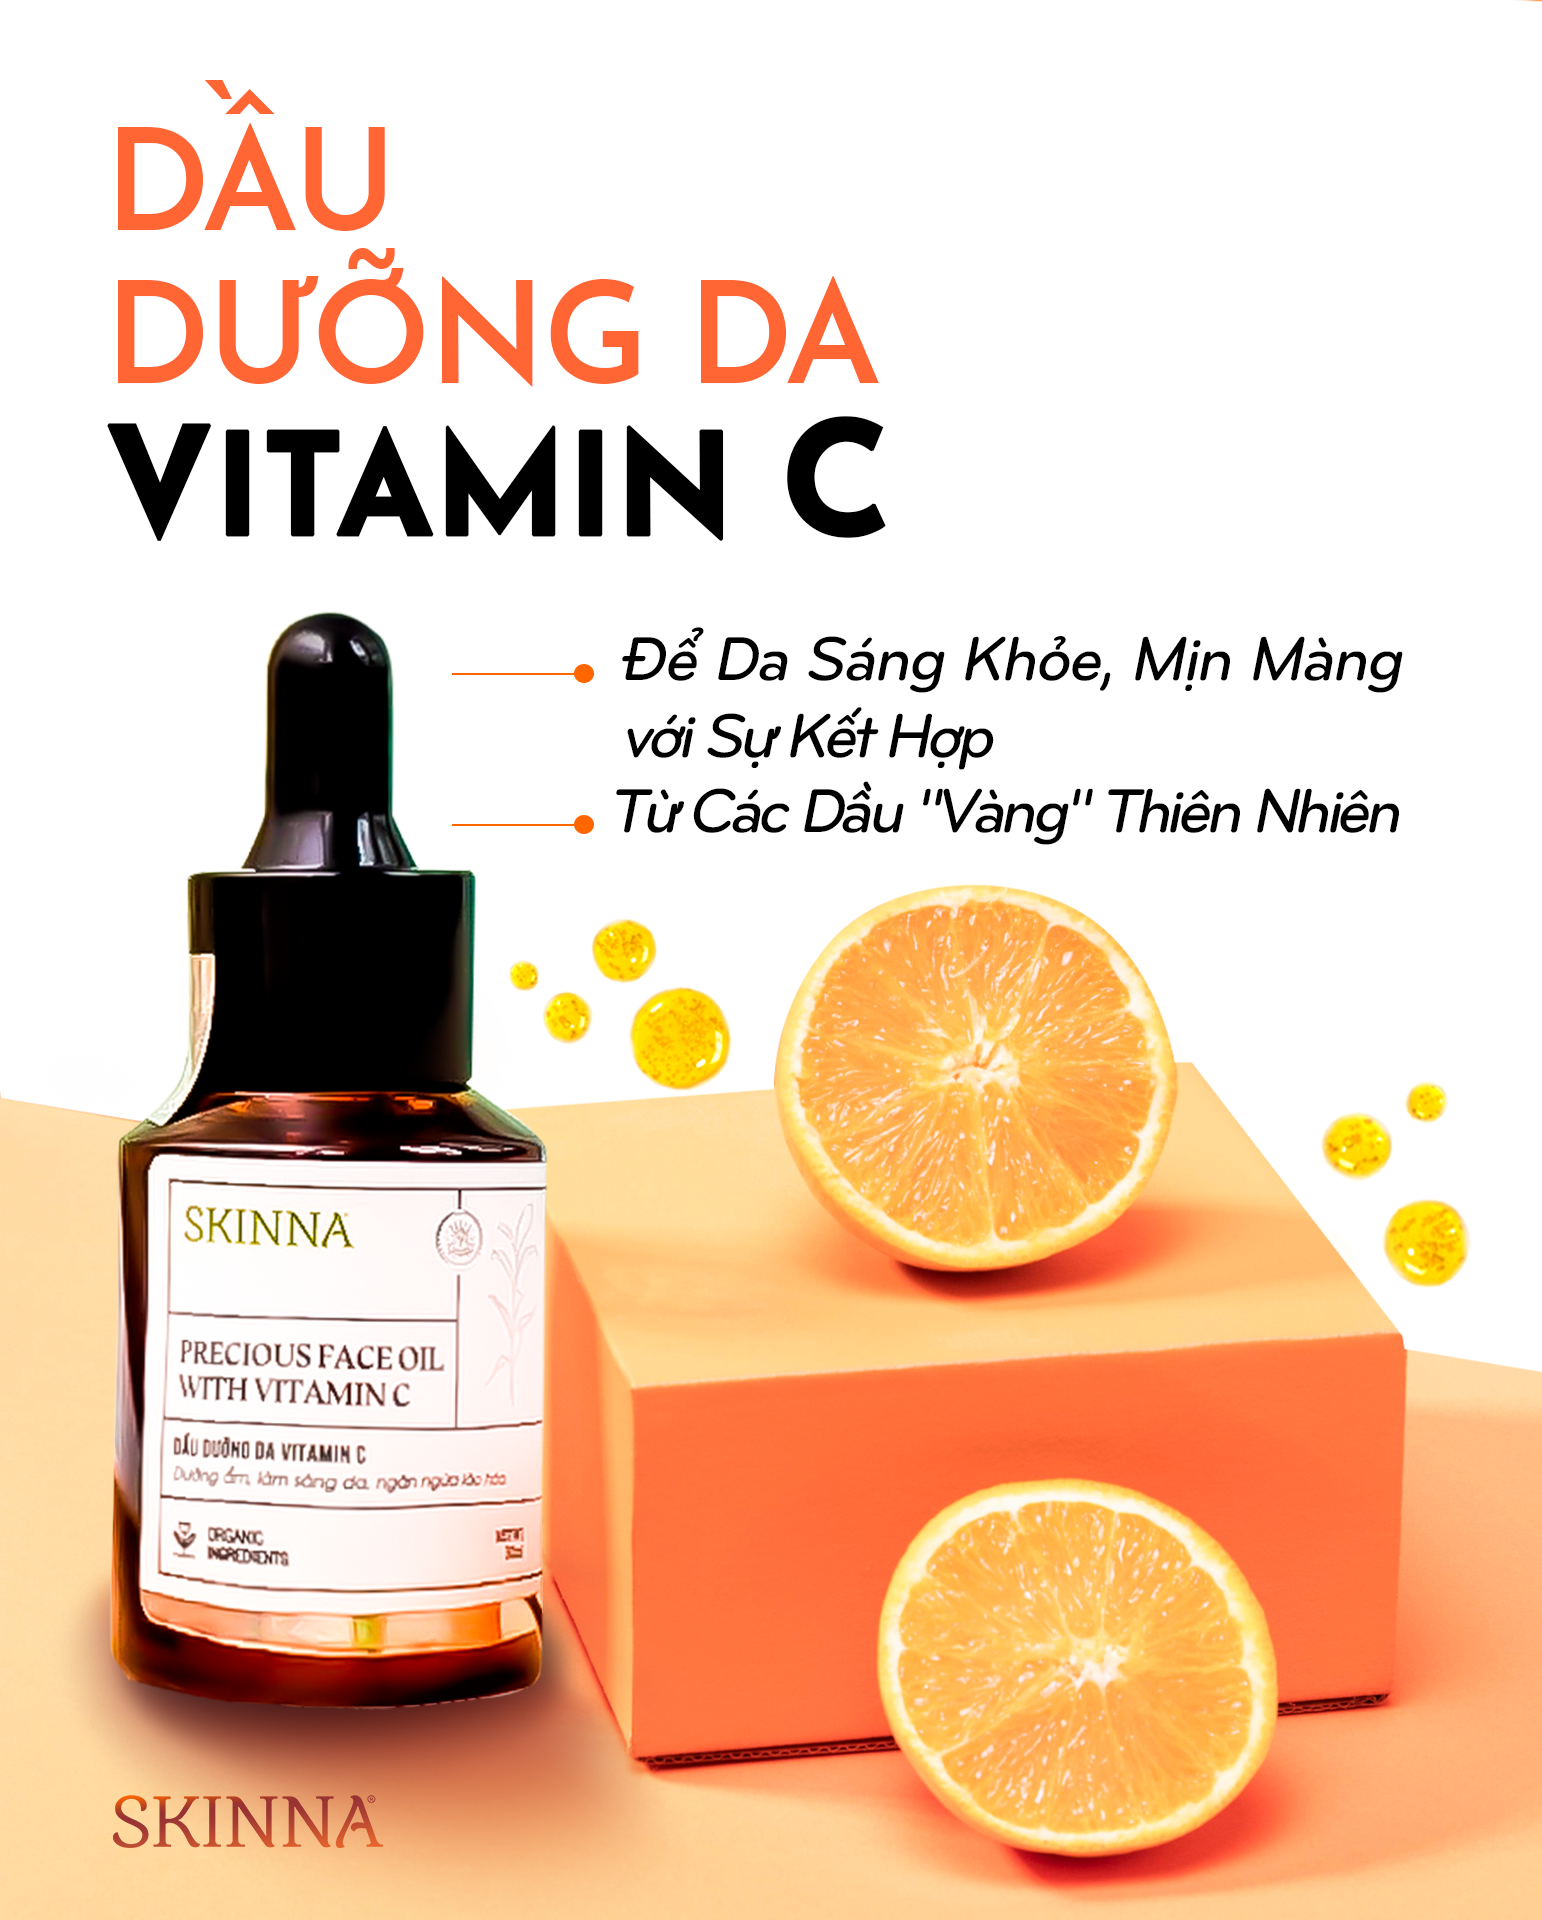 DẦU
DƯỠNG DA
VITAMIN C
Để Da Sáng Khỏe, Mịn Màng
với Sự Kết Hợp
Từ Các Dầu "Vàng" Thiên Nhiên
SKINNA
PRECIOUS FACE OIL
WITH VITAMIN C
DẦU DƯỠNG DA VITAMIN C
Dưỡng ẩm, làm sáng da, ngăn ngừa lão hóa
ORGANIC
INGREDIENTS
SKINNA®